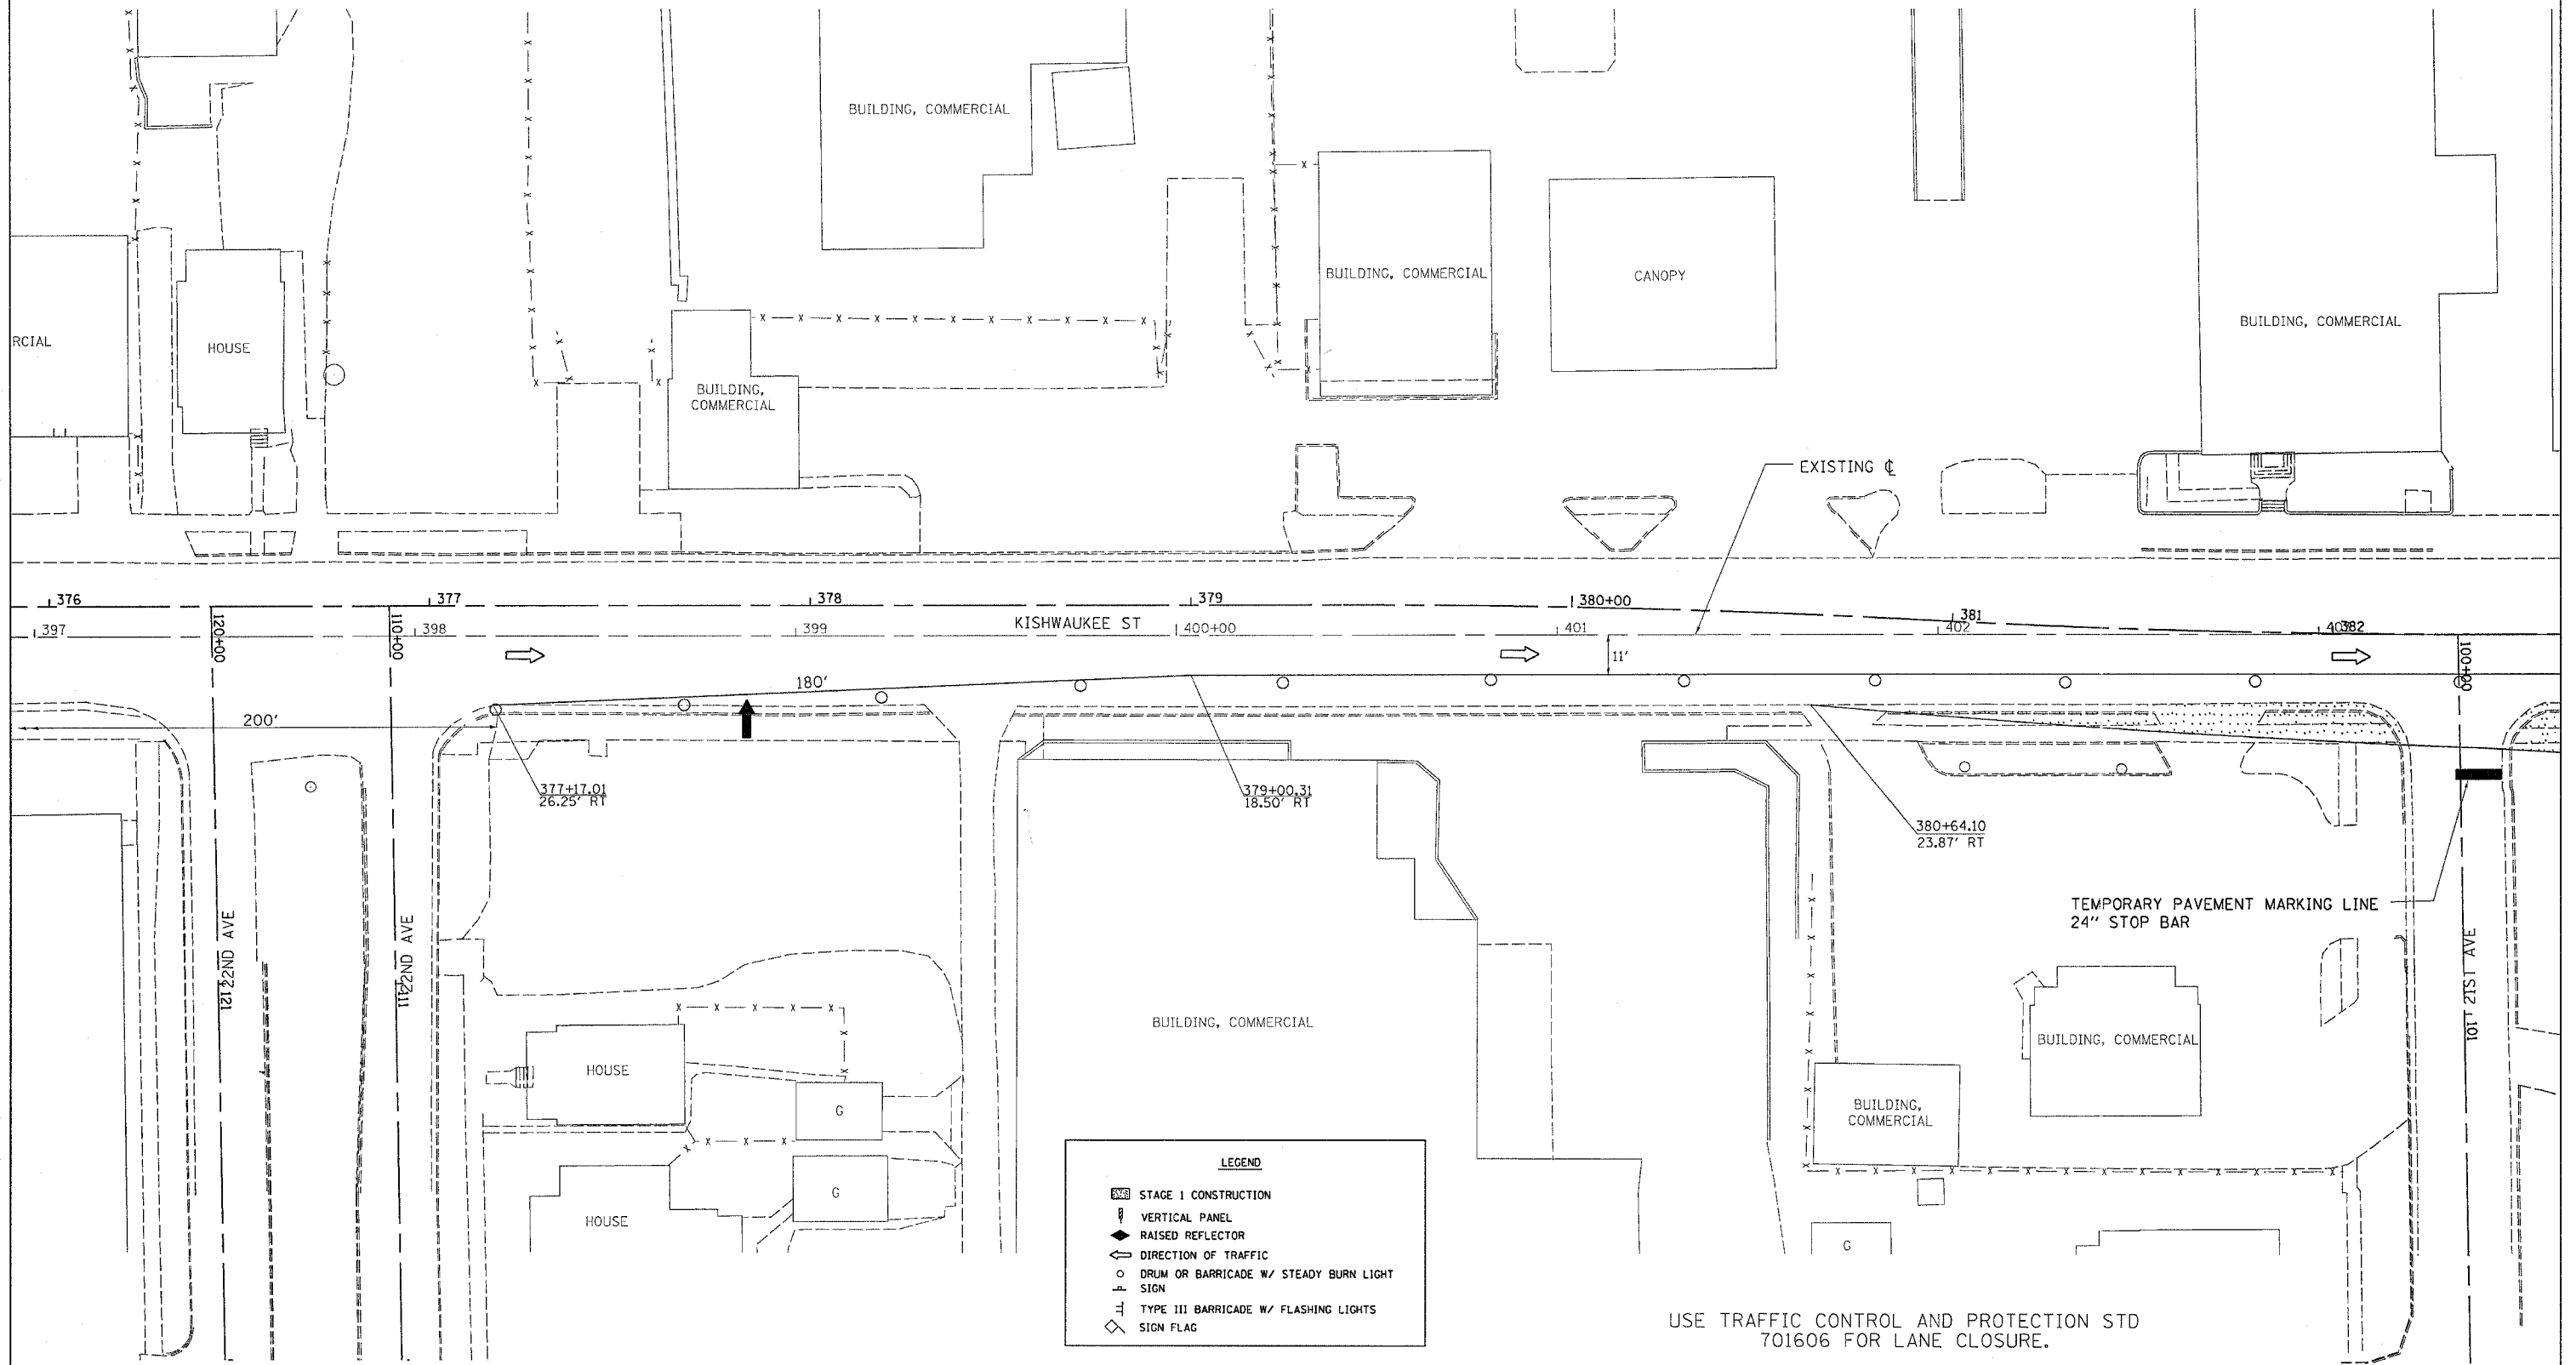 BUILDING, COMMERCIAL
BUILDING, COMMERCIAL
CANOPY
BUILDING, COMMERCIAL
RCIAL
HOUSE
BUILDING,
COMMERCIAL
EXISTING ℄
376
377
378
379
380+00
381
382
397
398
399
400+00
401
402
KISHWAUKEE ST
120+00
110+00
100+00
11'
180'
200'
377+17.01
26.25' RT
379+00.31
18.50' RT
380+64.10
23.87' RT
TEMPORARY PAVEMENT MARKING LINE
24" STOP BAR
22ND AVE
121
22ND AVE
111
21ST AVE
101
BUILDING, COMMERCIAL
BUILDING, COMMERCIAL
BUILDING,
COMMERCIAL
HOUSE
G
G
HOUSE
G
LEGEND
STAGE 1 CONSTRUCTION
VERTICAL PANEL
RAISED REFLECTOR
DIRECTION OF TRAFFIC
DRUM OR BARRICADE W/ STEADY BURN LIGHT
SIGN
TYPE III BARRICADE W/ FLASHING LIGHTS
SIGN FLAG
USE TRAFFIC CONTROL AND PROTECTION STD
701606 FOR LANE CLOSURE.